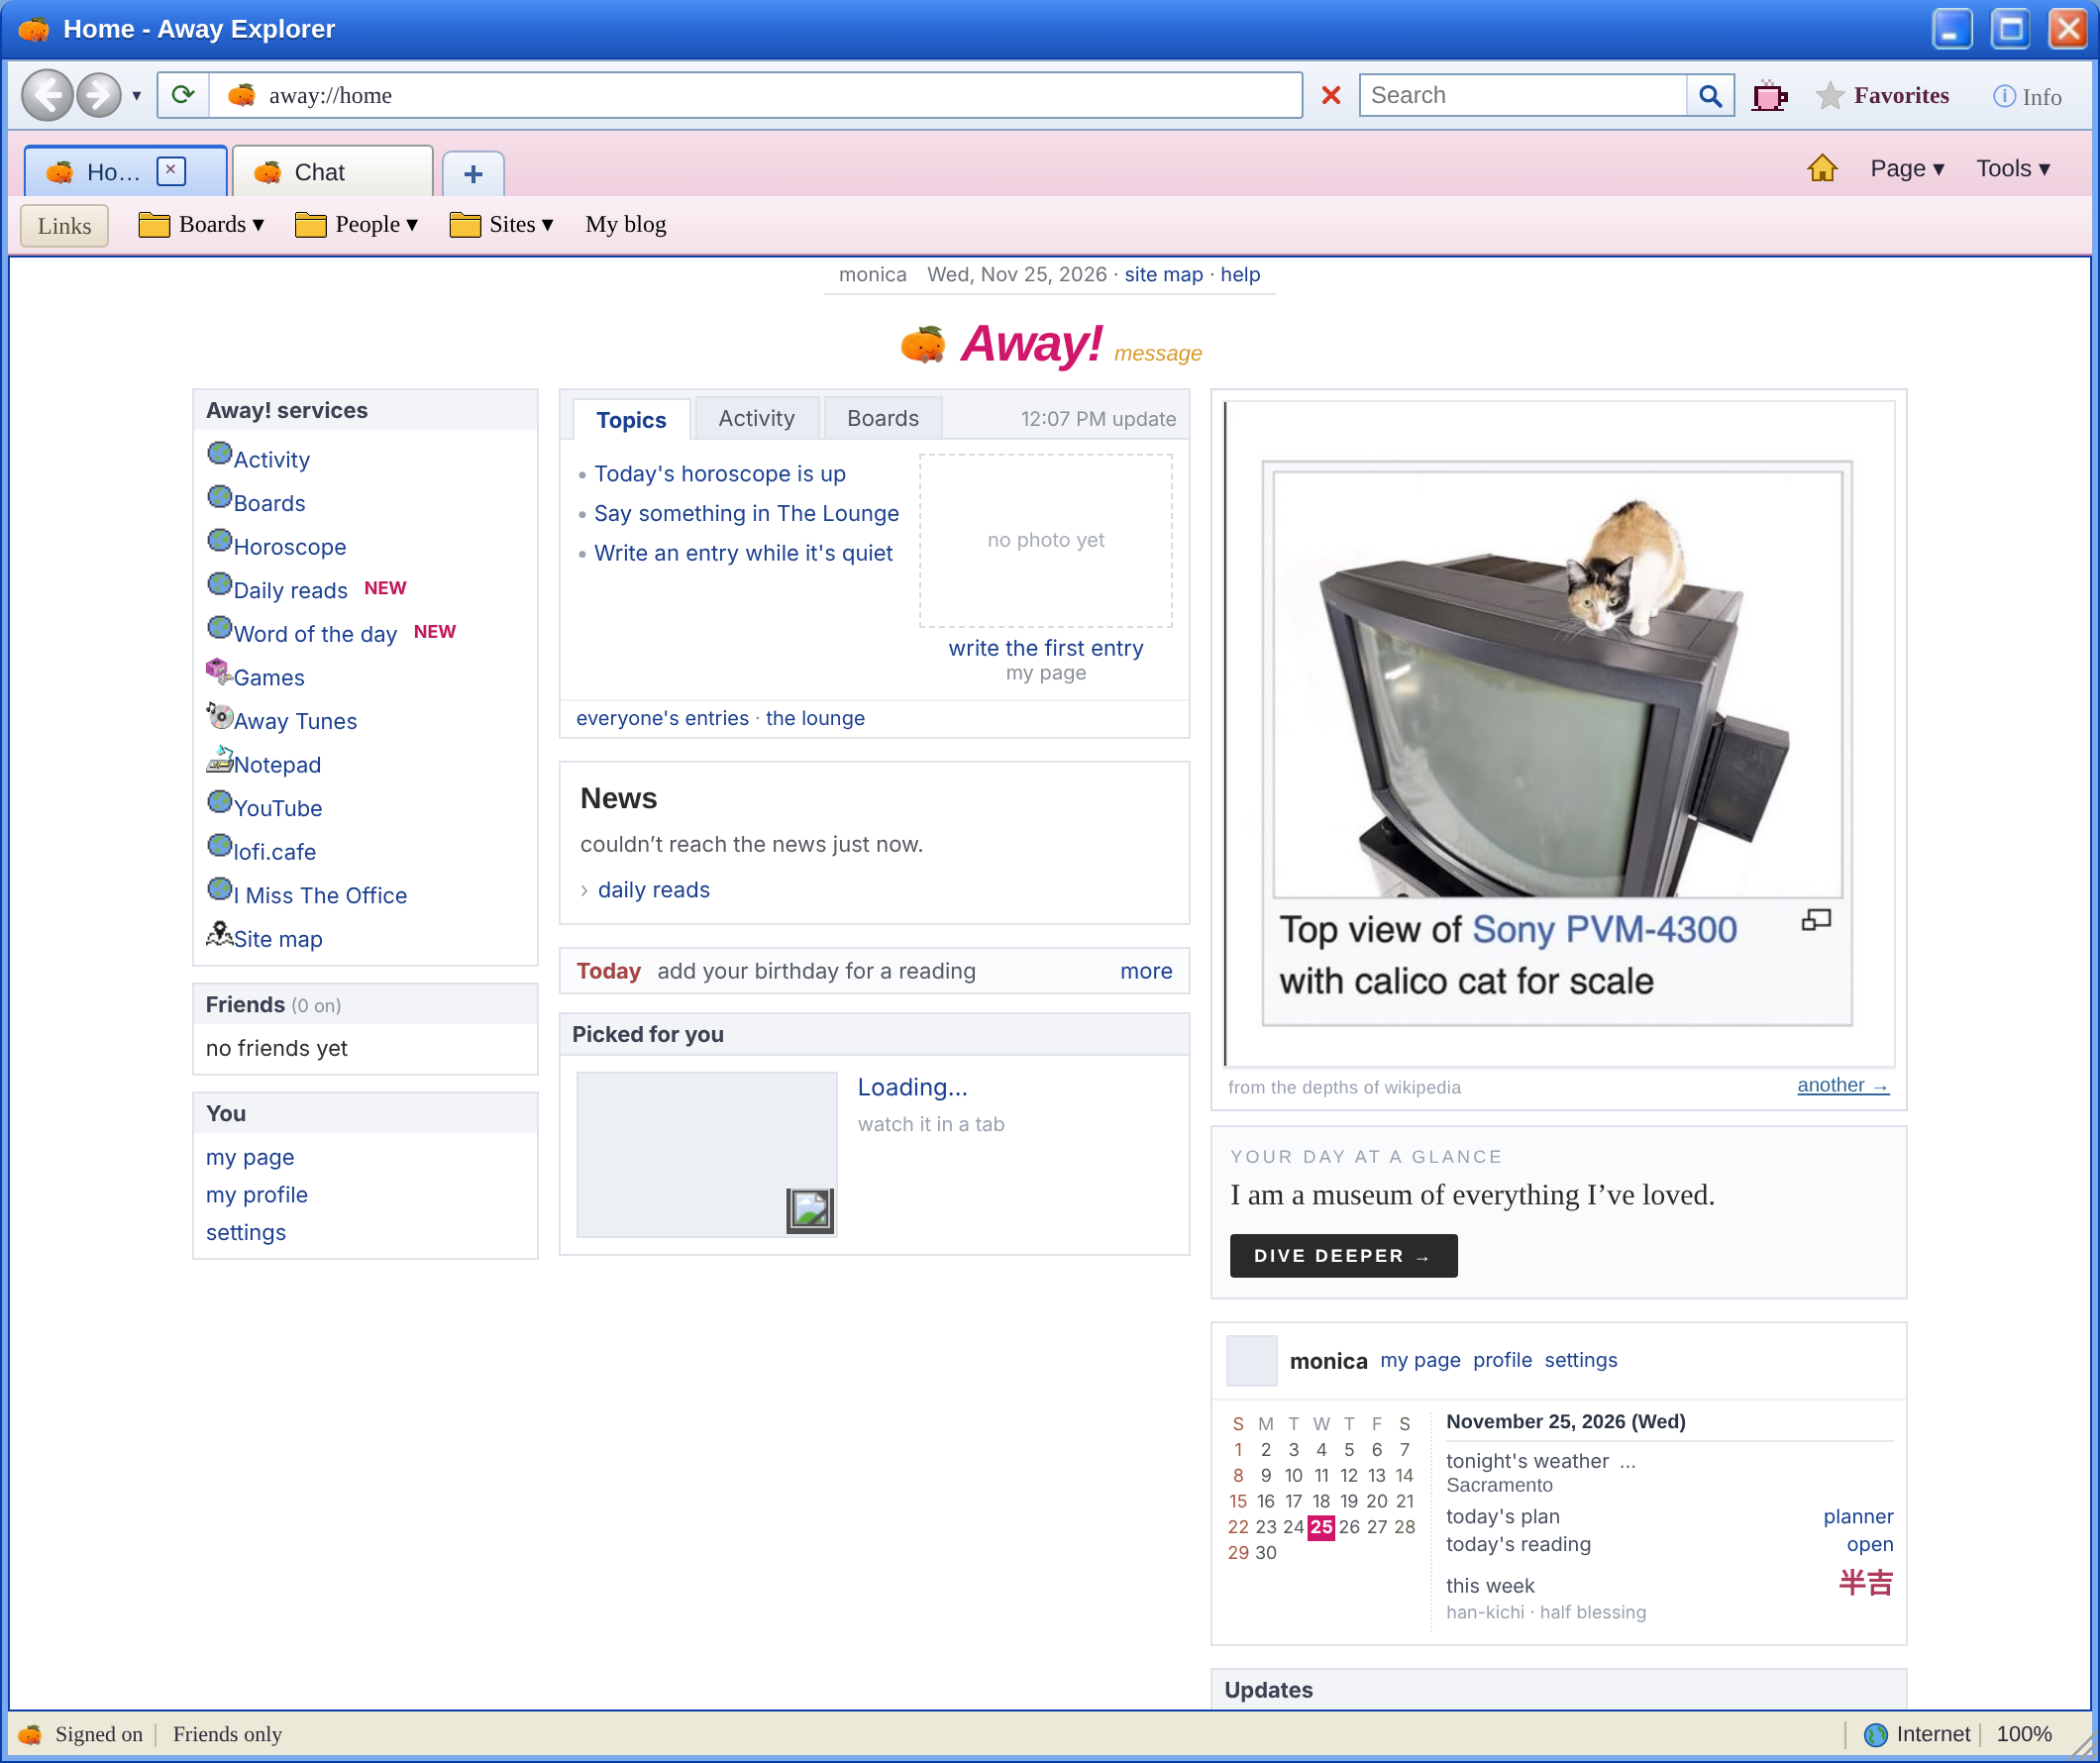 Home - Away Explorer
away://home
Search
Favorites
Info
Ho...
Chat
Page ▾
Tools ▾
Links
Boards ▾
People ▾
Sites ▾
My blog
monica Wed, Nov 25, 2026 · site map · help
Away! message
Away! services
Activity
Boards
Horoscope
Daily reads NEW
Word of the day NEW
Games
Away Tunes
Notepad
YouTube
lofi.cafe
I Miss The Office
Site map
Friends (0 on)
no friends yet
You
my page
my profile
settings
Topics
Activity
Boards
12:07 PM update
• Today's horoscope is up
• Say something in The Lounge
• Write an entry while it's quiet
no photo yet
write the first entry
my page
everyone's entries · the lounge
News
couldn’t reach the news just now.
› daily reads
Today add your birthday for a reading more
Picked for you
Loading...
watch it in a tab
Top view of Sony PVM-4300
with calico cat for scale
from the depths of wikipedia
another →
YOUR DAY AT A GLANCE
I am a museum of everything I’ve loved.
DIVE DEEPER →
monica my page profile settings
S M T W T F S
1 2 3 4 5 6 7
8 9 10 11 12 13 14
15 16 17 18 19 20 21
22 23 24 25 26 27 28
29 30
November 25, 2026 (Wed)
tonight's weather ...
Sacramento
today's plan planner
today's reading open
this week 半吉
han-kichi · half blessing
Updates
Signed on
Friends only
Internet
100%